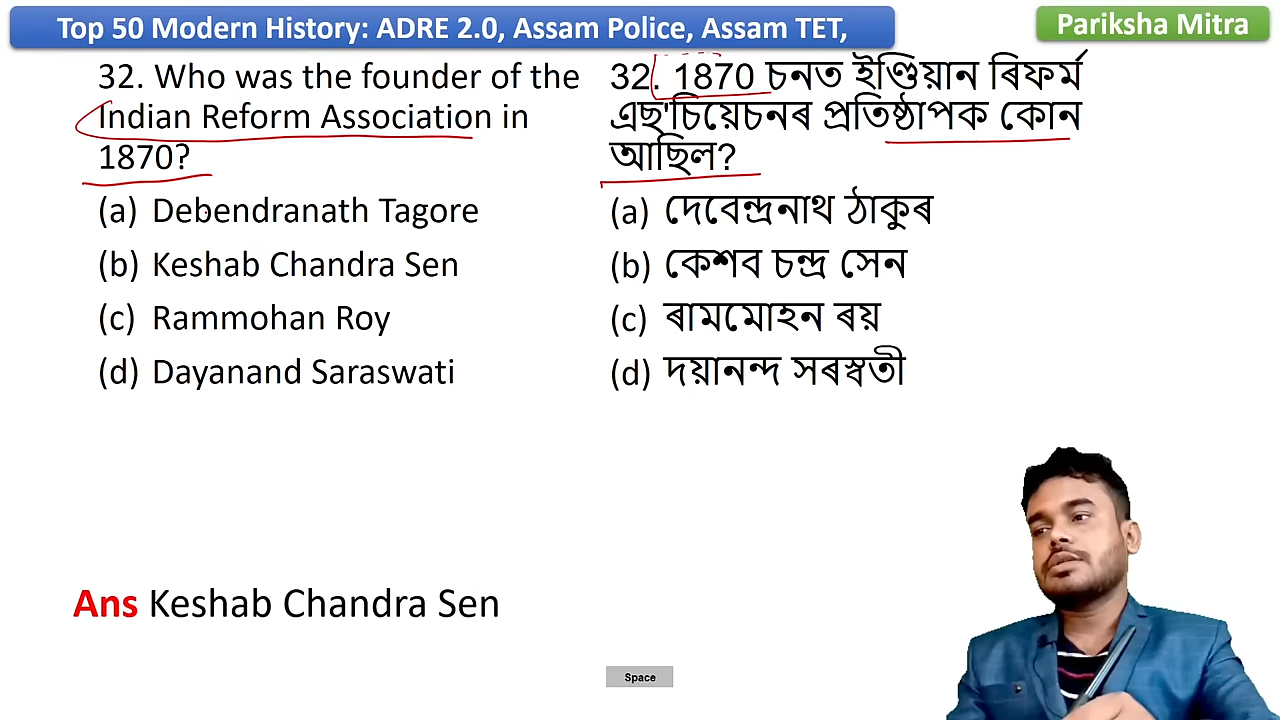 Top 50 Modern History: ADRE 2.0, Assam Police, Assam TET,
Pariksha Mitra
32. Who was the founder of the
Indian Reform Association in
1870?
(a) Debendranath Tagore
(b) Keshab Chandra Sen
(c) Rammohan Roy
(d) Dayanand Saraswati
32. 1870 চনত ইণ্ডিয়ান ৰিফৰ্ম
এছ'চিয়েচনৰ প্ৰতিষ্ঠাপক কোন
আছিল?
(a) দেবেন্দ্ৰনাথ ঠাকুৰ
(b) কেশব চন্দ্ৰ সেন
(c) ৰামমোহন ৰয়
(d) দয়ানন্দ সৰস্বতী
Ans Keshab Chandra Sen
Space